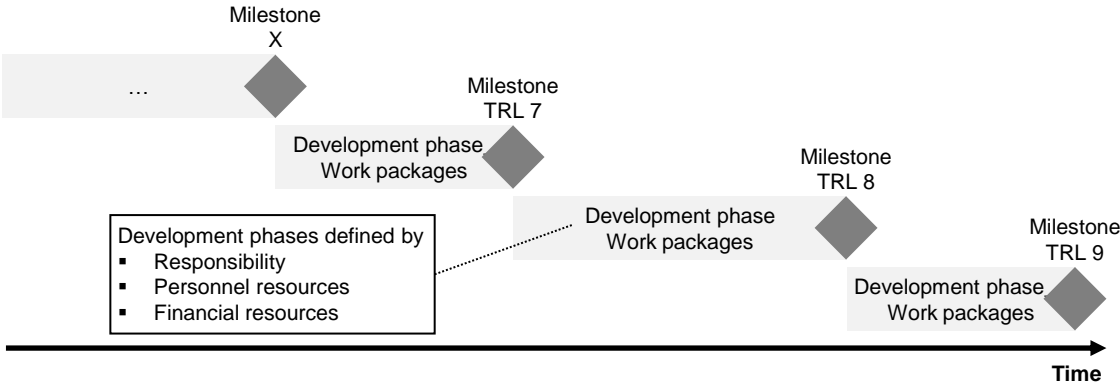 Milestone
X
…
Milestone
TRL 7
Development phase
Work packages
Milestone
TRL 8
Development phase
Work packages
Development phases defined by
▪ Responsibility
▪ Personnel resources
▪ Financial resources
Milestone
TRL 9
Development phase
Work packages
Time